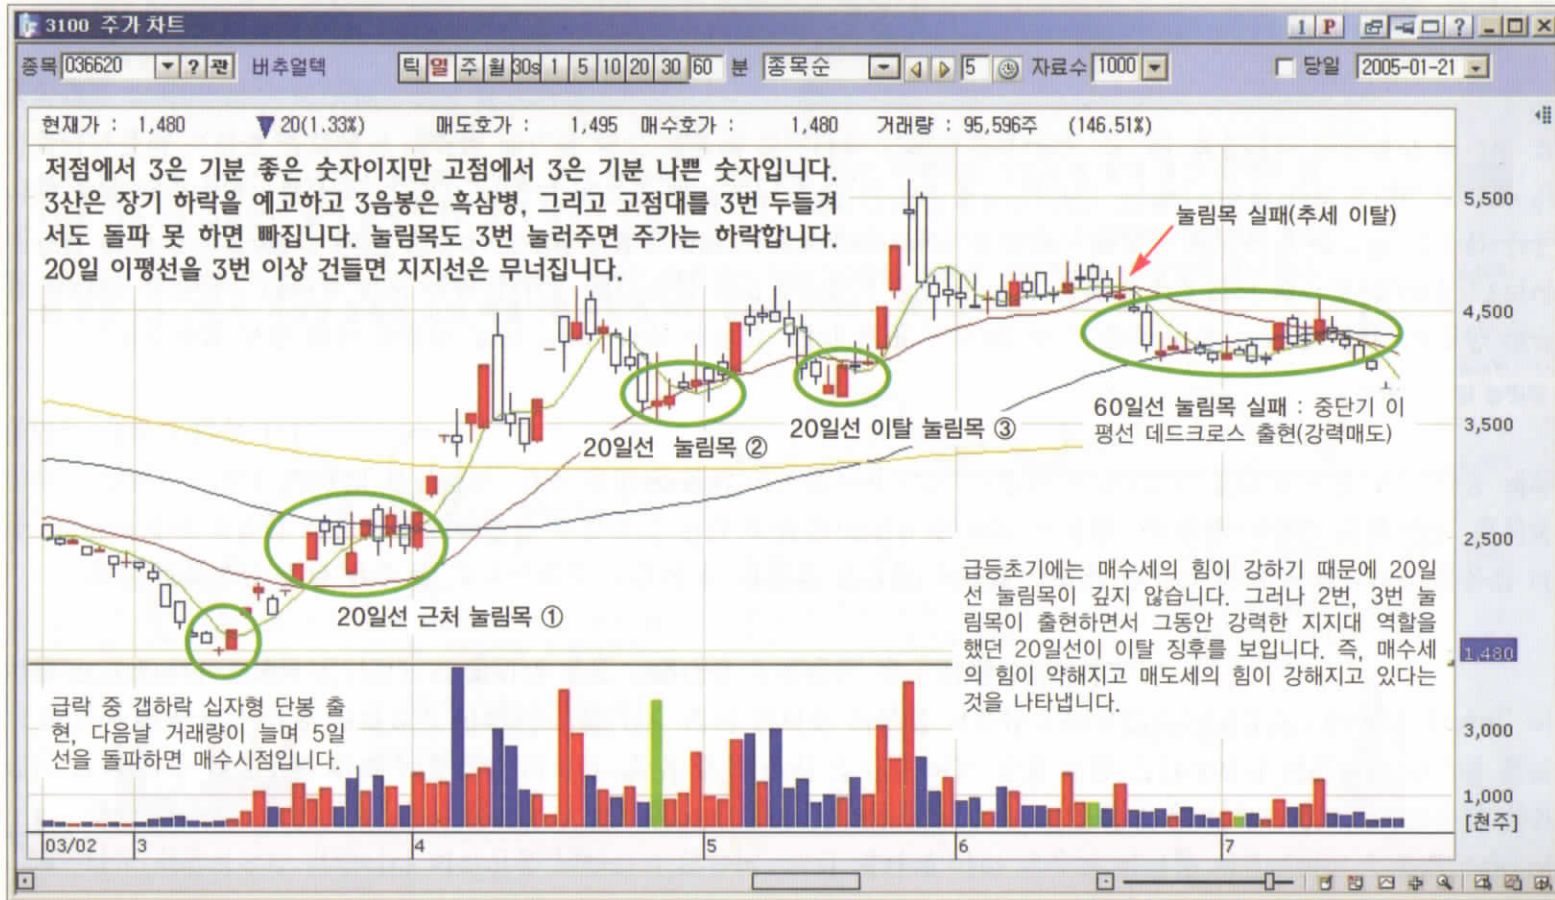 3100 주가 차트
1 P
종목 036620 ? 관 버추얼텍 틱 일 주 월 30s 1 5 10 20 30 60 분 종목순 5 자료수 1000 당일 2005-01-21
현재가 : 1,480 ▼ 20(1.33%) 매도호가 : 1,495 매수호가 : 1,480 거래량 : 95,596주 (146.51%)
저점에서 3은 기분 좋은 숫자이지만 고점에서 3은 기분 나쁜 숫자입니다.
3산은 장기 하락을 예고하고 3음봉은 흑삼병, 그리고 고점대를 3번 두들겨
서도 돌파 못 하면 빠집니다. 눌림목도 3번 눌러주면 주가는 하락합니다.
20일 이평선을 3번 이상 건들면 지지선은 무너집니다.
눌림목 실패(추세 이탈)
5,500
4,500
3,500
2,500
1,480
60일선 눌림목 실패 : 중단기 이
평선 데드크로스 출현(강력매도)
20일선 이탈 눌림목 ③
20일선 눌림목 ②
20일선 근처 눌림목 ①
급등초기에는 매수세의 힘이 강하기 때문에 20일
선 눌림목이 깊지 않습니다. 그러나 2번, 3번 눌
림목이 출현하면서 그동안 강력한 지지대 역할을
했던 20일선이 이탈 징후를 보입니다. 즉, 매수세
의 힘이 약해지고 매도세의 힘이 강해지고 있다는
것을 나타냅니다.
급락 중 갭하락 십자형 단봉 출
현, 다음날 거래량이 늘며 5일
선을 돌파하면 매수시점입니다.
3,000
1,000
[천주]
03/02 3 4 5 6 7